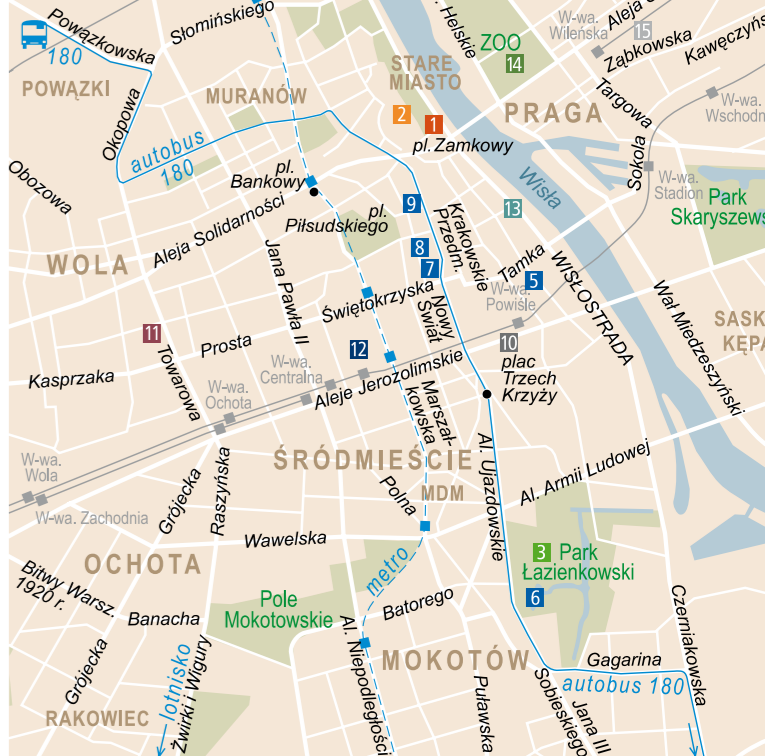 Powązkowska
180
POWĄZKI
Słomińskiego
Okopowa
MURANÓW
STARE
MIASTO
Helskie
ZOO
14
W-wa.
Wileńska
15
Aleja S
Ząbkowska
Kawęczyńs
Targowa
PRAGA
W-wa.
Wschodn
2
1
pl. Zamkowy
autobus
180
Obozowa
pl.
Bankowy
Wisła
Sokola
W-wa.
Stadion
Park
Skaryszews
9
13
pl.
Piłsudskiego
Krakowskie
Przedm.
Aleja Solidarności
WOLA
Jana Pawła II
8
7
Tamka
5
WISŁOSTRADA
Świętokrzyska
Nowy
Świat
W-wa.
Powiśle
Wał Miedzeszyński
SASK
KĘPA
11
Prosta
12
10
plac
Trzech
Krzyży
Towarowa
Kasprzaka
W-wa.
Centralna
W-wa.
Ochota
Aleje Jerozolimskie
Marszał-
kowska
ŚRÓDMIEŚCIE
MDM
Al. Ujazdowskie
Al. Armii Ludowej
W-wa.
Wola
W-wa. Zachodnia
Grójecka
Raszyńska
Polna
Wawelska
OCHOTA
metro
3
Park
Łazienkowski
6
Bitwy Warsz.
1920 r.
Pole
Mokotowskie
Batorego
Banacha
Al. Niepodległości
MOKOTÓW
Czerniakowska
Gagarina
autobus 180
Grójecka
lotnisko
Żwirki i Wigury
RAKOWIEC
Puławska
Sobieskiego
Jana III